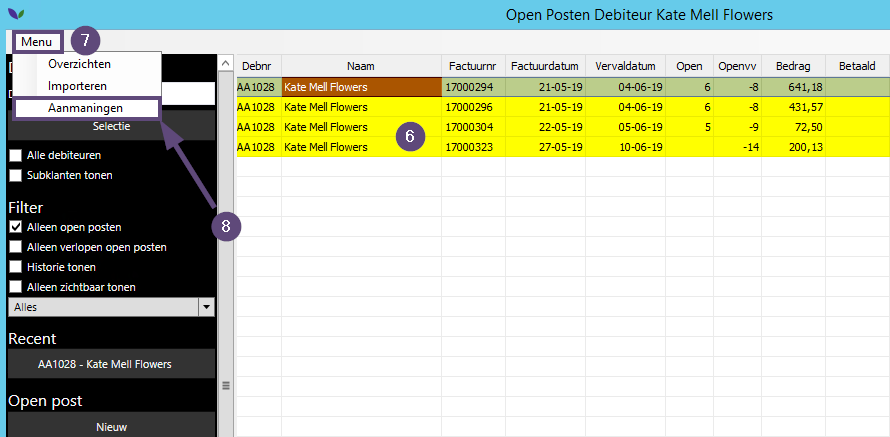 Open Posten Debiteur Kate Mell Flowers
Menu 7
Overzichten
Importeren
Aanmaningen
Selectie
Alle debiteuren
Subklanten tonen
Filter
8
Alleen open posten
Alleen verlopen open posten
Historie tonen
Alleen zichtbaar tonen
Alles
Recent
AA1028 - Kate Mell Flowers
Open post
Nieuw
Debnr Naam Factuurnr Factuurdatum Vervaldatum Open Openvv Bedrag Betaald
AA1028 Kate Mell Flowers 17000294 21-05-19 04-06-19 6 -8 641,18
AA1028 Kate Mell Flowers 17000296 21-05-19 04-06-19 6 -8 431,57
AA1028 Kate Mell Flowers 17000304 22-05-19 05-06-19 5 -9 72,50
6
AA1028 Kate Mell Flowers 17000323 27-05-19 10-06-19 -14 200,13